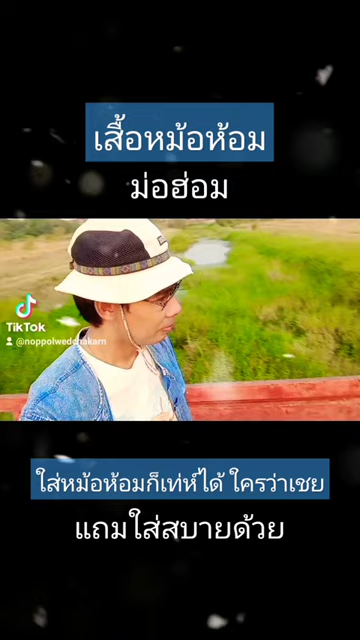 เสื้อหม้อห้อม
ม่อฮ่อม
TikTok
@noppolwedchakarn
ใส่หม้อห้อมก็เท่ห์ได้ ใครว่าเชย
แถมใส่สบายด้วย